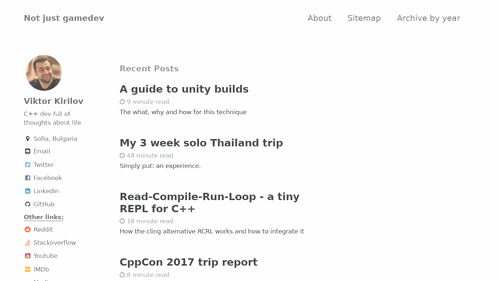 Not just gamedev
About
Sitemap
Archive by year
Viktor Kirilov
C++ dev full of
thoughts about life
Sofia, Bulgaria
Email
Twitter
Facebook
LinkedIn
GitHub
Other links:
Reddit
Stackoverflow
Youtube
IMDb
Recent Posts
A guide to unity builds
9 minute read
The what, why and how for this technique
My 3 week solo Thailand trip
44 minute read
Simply put: an experience.
Read-Compile-Run-Loop - a tiny
REPL for C++
18 minute read
How the cling alternative RCRL works and how to integrate it
CppCon 2017 trip report
8 minute read